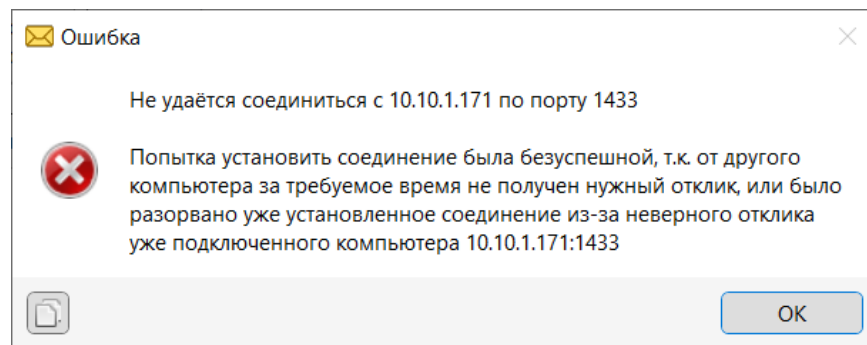 Ошибка
Не удаётся соединиться с 10.10.1.171 по порту 1433
Попытка установить соединение была безуспешной, т.к. от другого
компьютера за требуемое время не получен нужный отклик, или было
разорвано уже установленное соединение из-за неверного отклика
уже подключенного компьютера 10.10.1.171:1433
ОК